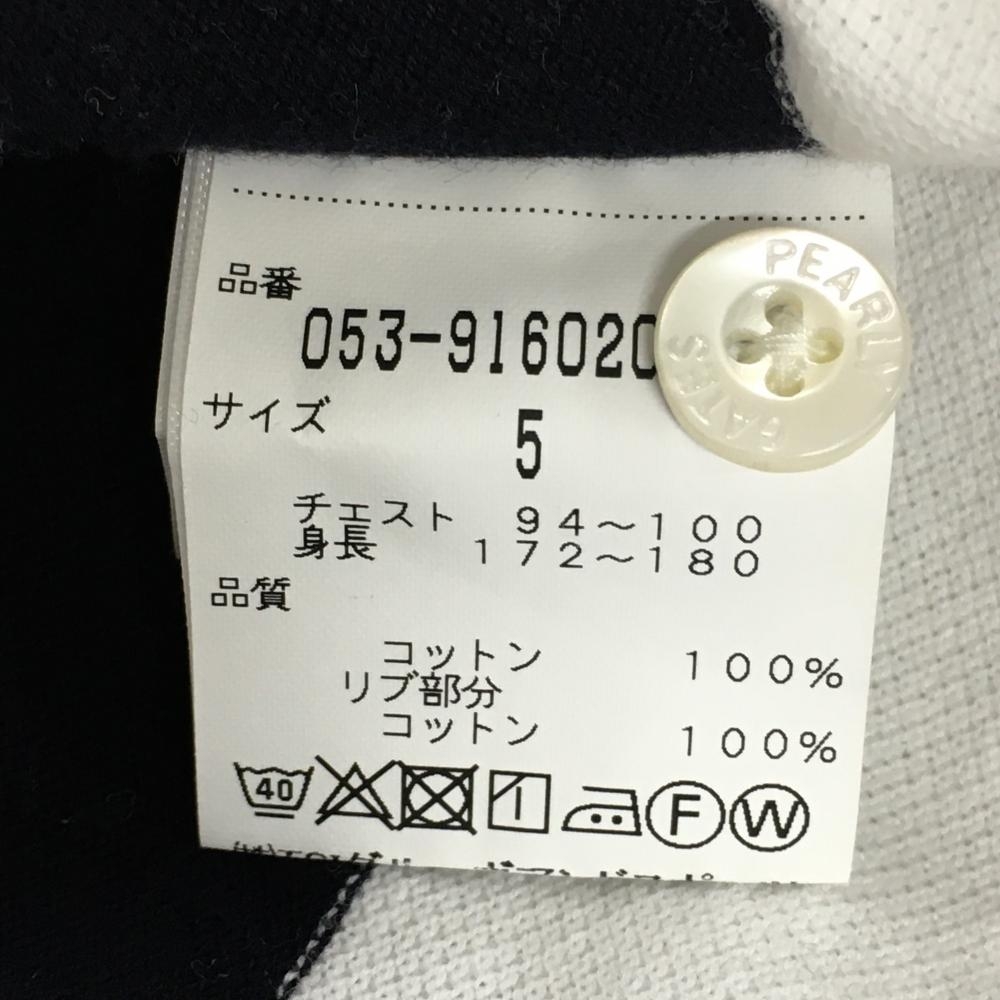 品番
053-916020
サイズ
5
チェスト 94～100
身長 172～180
品質
コットン 100%
リブ部分
コットン 100%
40
F W
PEARLY GATES